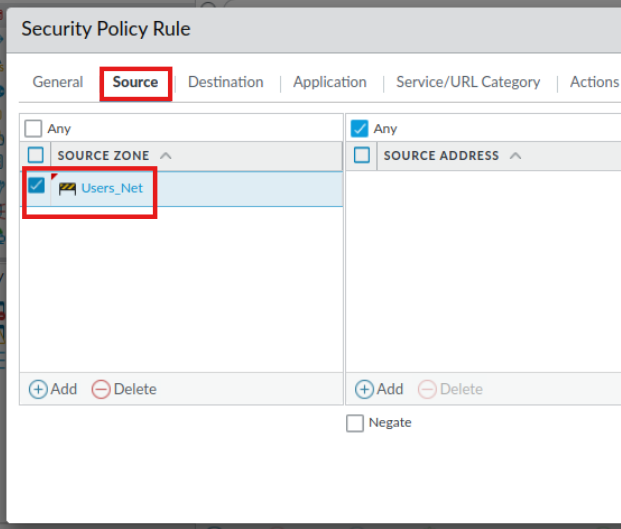 Security Policy Rule
General Source Destination Application Service/URL Category Actions
Any
SOURCE ZONE
Users_Net
Add Delete
Any
SOURCE ADDRESS
Add Delete
Negate